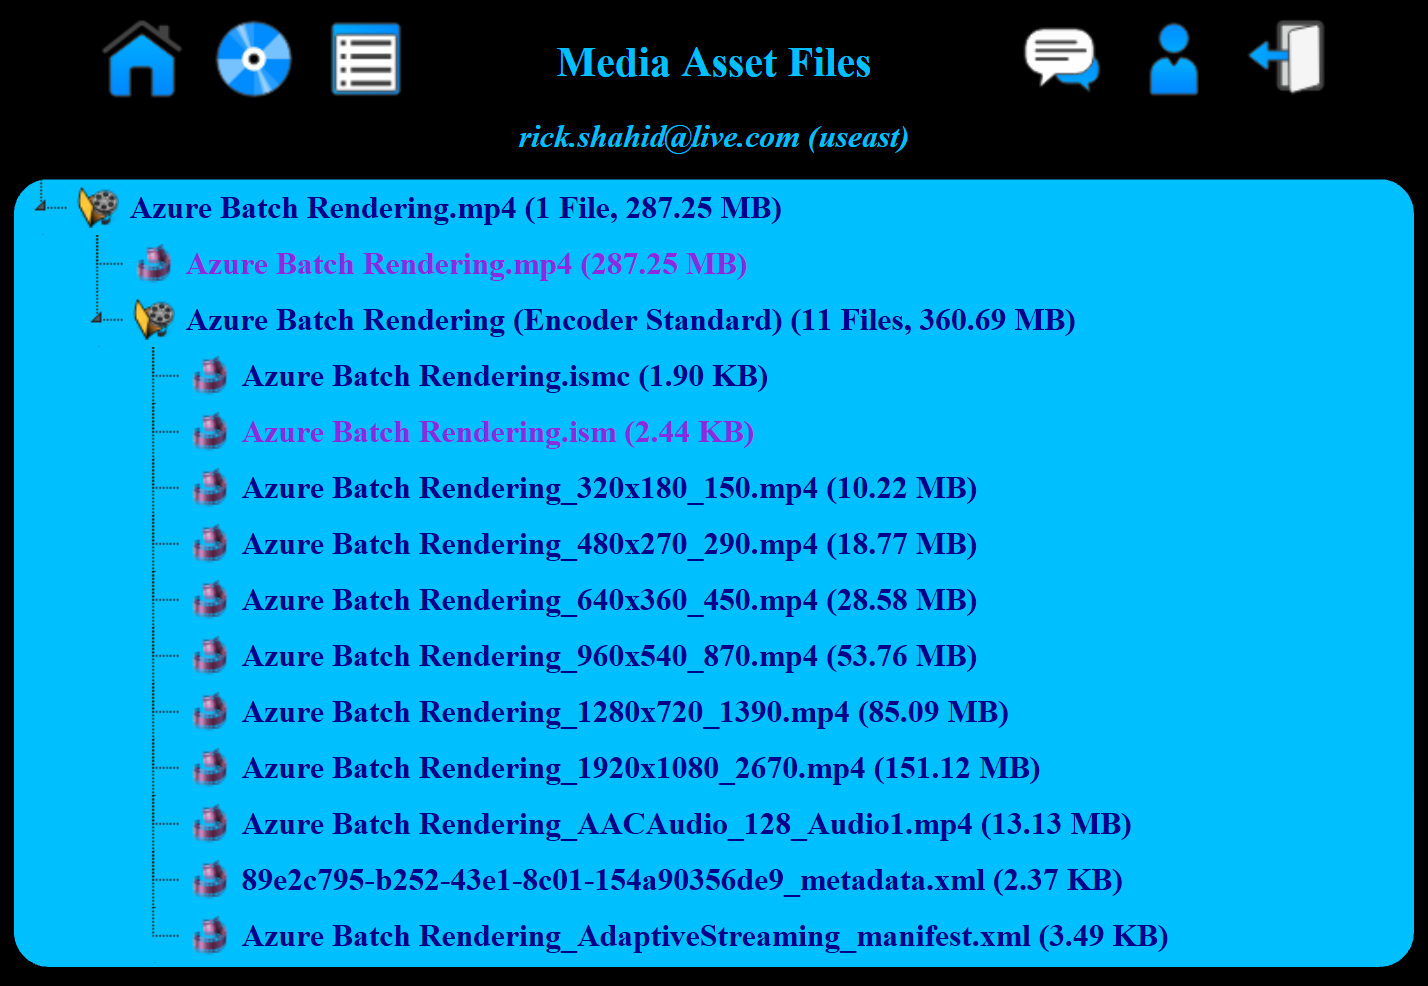 Media Asset Files
rick.shahid@live.com (useast)
Azure Batch Rendering.mp4 (1 File, 287.25 MB)
Azure Batch Rendering.mp4 (287.25 MB)
Azure Batch Rendering (Encoder Standard) (11 Files, 360.69 MB)
Azure Batch Rendering.ismc (1.90 KB)
Azure Batch Rendering.ism (2.44 KB)
Azure Batch Rendering_320x180_150.mp4 (10.22 MB)
Azure Batch Rendering_480x270_290.mp4 (18.77 MB)
Azure Batch Rendering_640x360_450.mp4 (28.58 MB)
Azure Batch Rendering_960x540_870.mp4 (53.76 MB)
Azure Batch Rendering_1280x720_1390.mp4 (85.09 MB)
Azure Batch Rendering_1920x1080_2670.mp4 (151.12 MB)
Azure Batch Rendering_AACAudio_128_Audio1.mp4 (13.13 MB)
89e2c795-b252-43e1-8c01-154a90356de9_metadata.xml (2.37 KB)
Azure Batch Rendering_AdaptiveStreaming_manifest.xml (3.49 KB)